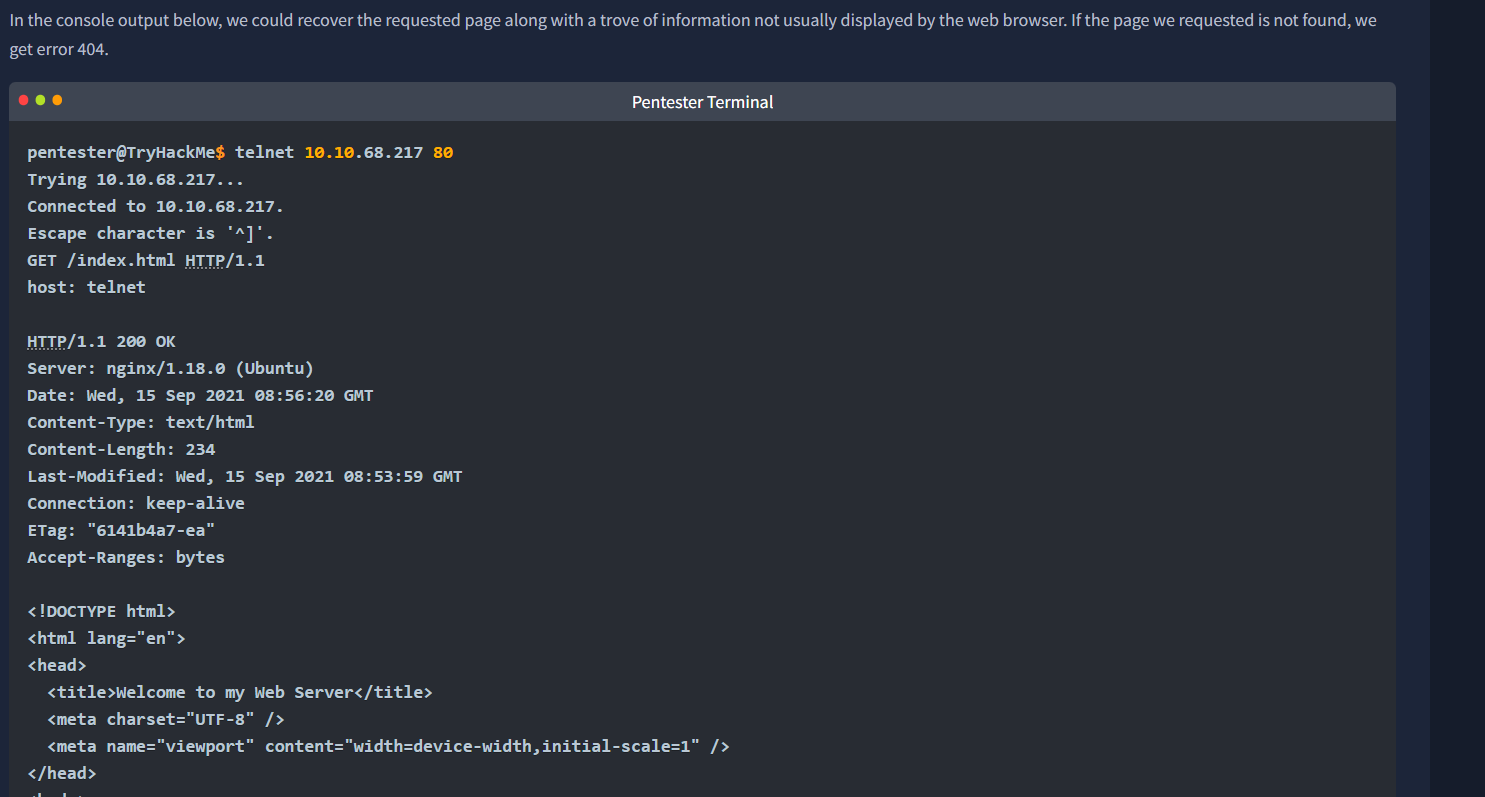 In the console output below, we could recover the requested page along with a trove of information not usually displayed by the web browser. If the page we requested is not found, we
get error 404.
Pentester Terminal
pentester@TryHackMe$ telnet 10.10.68.217 80
Trying 10.10.68.217...
Connected to 10.10.68.217.
Escape character is '^]'.
GET /index.html HTTP/1.1
host: telnet
HTTP/1.1 200 OK
Server: nginx/1.18.0 (Ubuntu)
Date: Wed, 15 Sep 2021 08:56:20 GMT
Content-Type: text/html
Content-Length: 234
Last-Modified: Wed, 15 Sep 2021 08:53:59 GMT
Connection: keep-alive
ETag: "6141b4a7-ea"
Accept-Ranges: bytes
<!DOCTYPE html>
<html lang="en">
<head>
  <title>Welcome to my Web Server</title>
  <meta charset="UTF-8" />
  <meta name="viewport" content="width=device-width,initial-scale=1" />
</head>